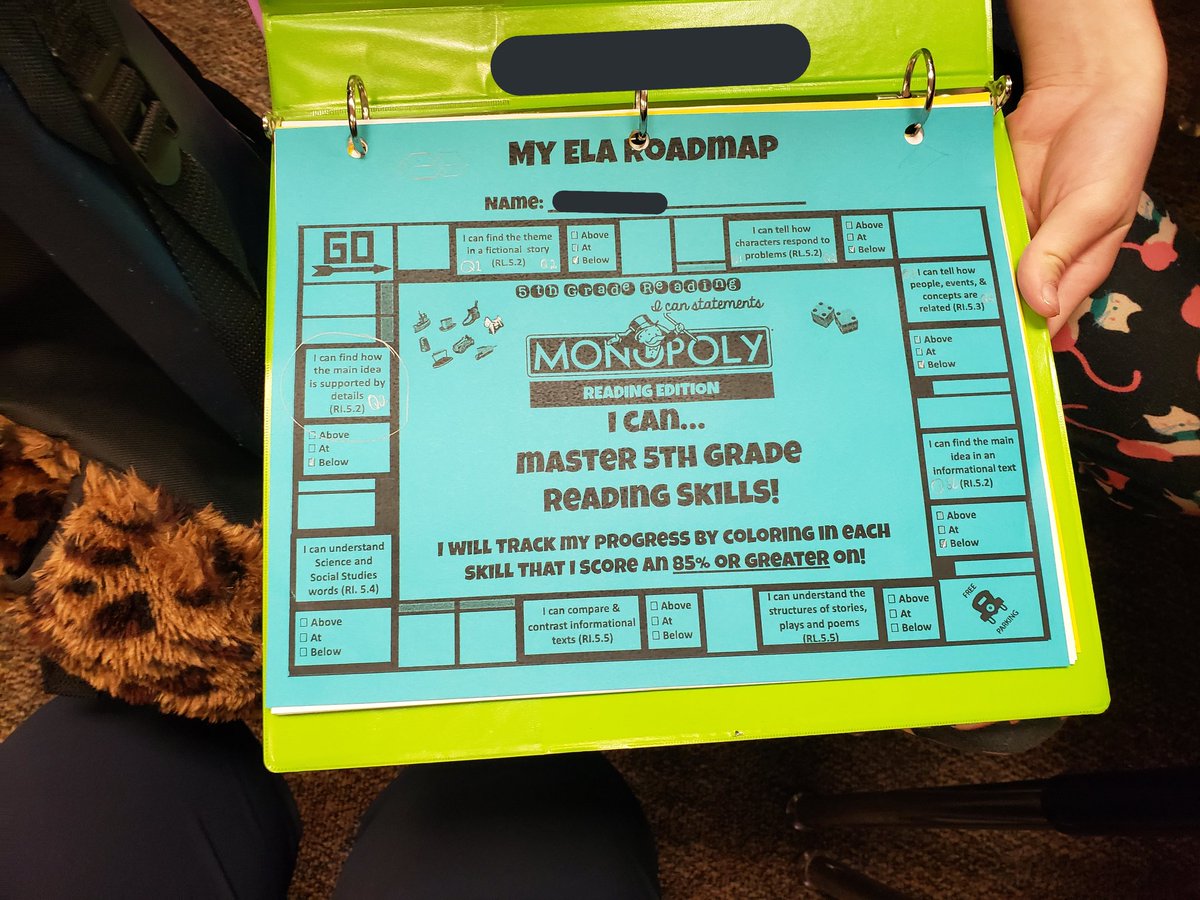 MY ELA ROADMAP
NAME:
GO
I can find the theme
in a fictional story
(RL.5.2)
Q1 Q2
☐ Above
☐ At
☑ Below
I can tell how
characters respond to
problems (RL.5.2)
☐ Above
☐ At
☑ Below
I can tell how
people, events, &
concepts are
related (RI.5.3)
☐ Above
☐ At
☑ Below
I can find the main
idea in an
informational text
(RI.5.2)
☐ Above
☐ At
☑ Below
FREE
PARKING
I can understand the
structures of stories,
plays and poems
(RL.5.5)
☐ Above
☐ At
☐ Below
I can compare &
contrast informational
texts (RI.5.5)
☐ Above
☐ At
☐ Below
I can understand
Science and
Social Studies
words (RI. 5.4)
☐ Above
☐ At
☐ Below
I can find how
the main idea
is supported by
details
(RI.5.2)
☐ Above
☐ At
☑ Below
5th Grade Reading
I can statements
MONOPOLY
READING EDITION
I CAN...
MASTER 5TH GRADE
READING SKILLS!
I WILL TRACK MY PROGRESS BY COLORING IN EACH
SKILL THAT I SCORE AN 85% OR GREATER ON!